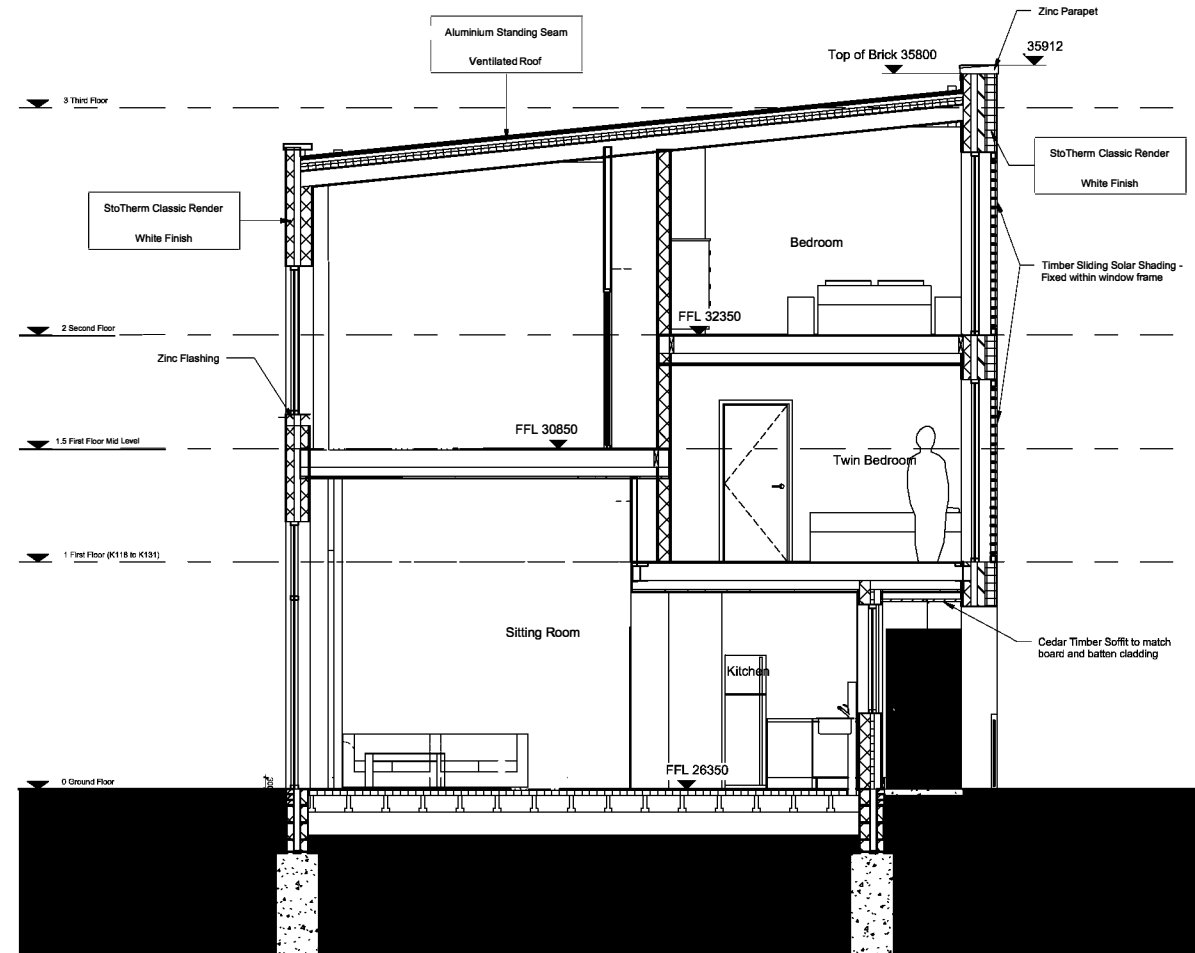 Zinc Parapet
Aluminium Standing Seam
Ventilated Roof
Top of Brick 35800
35912
3 Third Floor
StoTherm Classic Render
White Finish
StoTherm Classic Render
White Finish
Bedroom
Timber Sliding Solar Shading -
Fixed within window frame
FFL 32350
2 Second Floor
Zinc Flashing
FFL 30850
1.5 First Floor Mid Level
Twin Bedroom
1 First Floor (K118 to K131)
Sitting Room
Cedar Timber Soffit to match
board and batten cladding
Kitchen
FFL 26350
0 Ground Floor